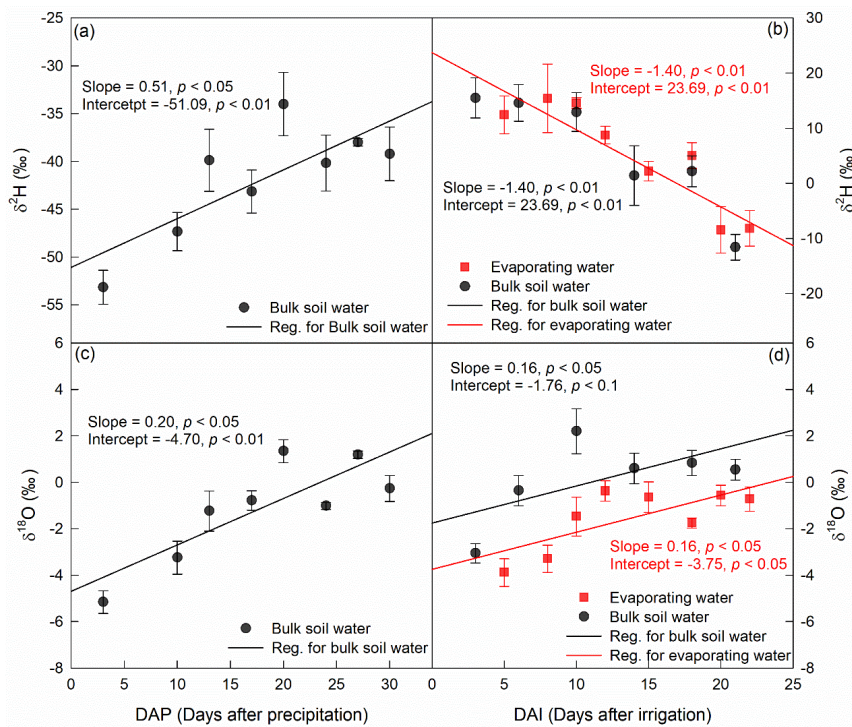 (a)
Slope = 0.51, p < 0.05
Intercetpt = -51.09, p < 0.01
Bulk soil water
Reg. for Bulk soil water
δ²H (‰)
-25
-30
-35
-40
-45
-50
-55
6
(b)
Slope = -1.40, p < 0.01
Intercept = 23.69, p < 0.01
Slope = -1.40, p < 0.01
Intercept = 23.69, p < 0.01
Evaporating water
Bulk soil water
Reg. for bulk soil water
Reg. for evaporating water
30
20
10
0
-10
-20
δ²H (‰)
(c)
Slope = 0.20, p < 0.05
Intercept = -4.70, p < 0.01
Bulk soil water
Reg. for bulk soil water
δ¹⁸O (‰)
4
2
0
-2
-4
-6
-8
0 5 10 15 20 25 30
DAP (Days after precipitation)
(d)
Slope = 0.16, p < 0.05
Intercept = -1.76, p < 0.1
Slope = 0.16, p < 0.05
Intercept = -3.75, p < 0.05
Evaporating water
Bulk soil water
Reg. for bulk soil water
Reg. for evaporating water
6
4
2
0
-2
-4
-6
-8
δ¹⁸O (‰)
0 5 10 15 20 25
DAI (Days after irrigation)